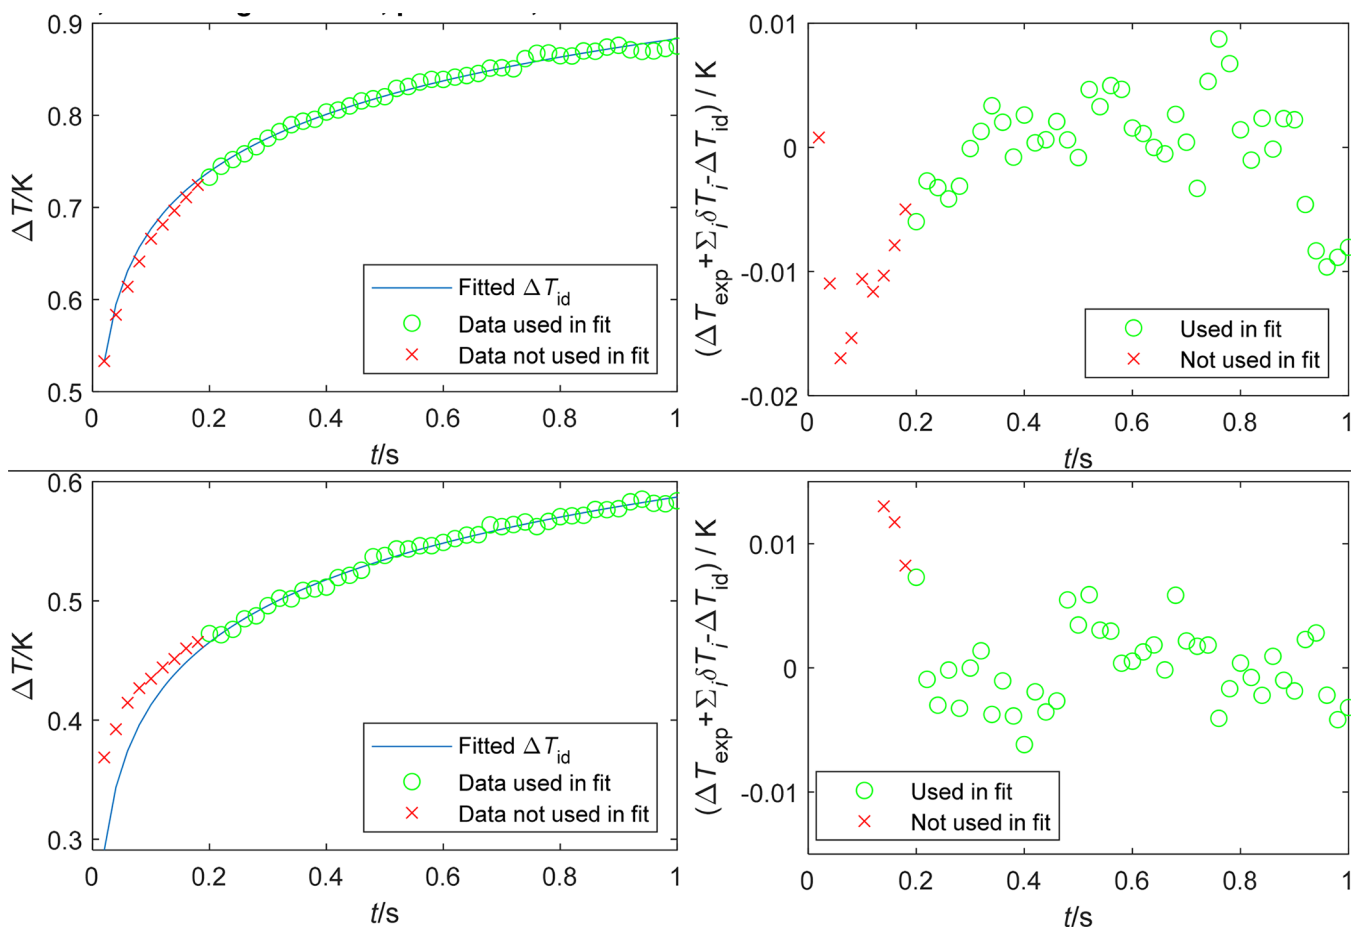 0.9
0.8
0.7
0.6
0.5
ΔT/K
0 0.2 0.4 0.6 0.8 1
t/s
Fitted ΔT_id
Data used in fit
Data not used in fit
0.01
0
-0.01
-0.02
(ΔT_exp+Σ_iδT_i-ΔT_id) / K
0 0.2 0.4 0.6 0.8 1
t/s
Used in fit
Not used in fit
0.6
0.5
0.4
0.3
ΔT/K
0 0.2 0.4 0.6 0.8 1
t/s
Fitted ΔT_id
Data used in fit
Data not used in fit
0.01
0
-0.01
(ΔT_exp+Σ_iδT_i-ΔT_id) / K
0 0.2 0.4 0.6 0.8 1
t/s
Used in fit
Not used in fit